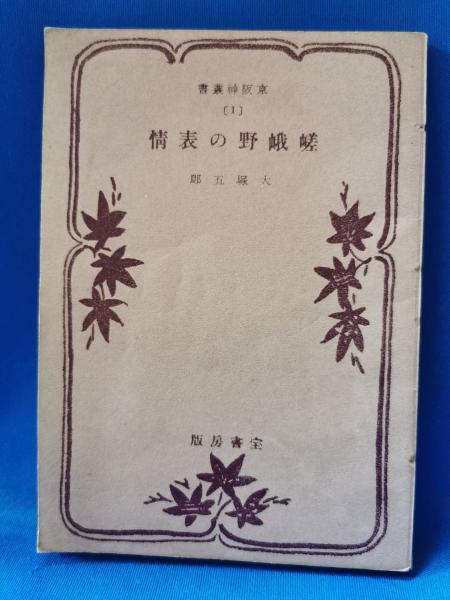 京阪神叢書
〔1〕
嵯峨野の表情
大塚五郎
宝書房版